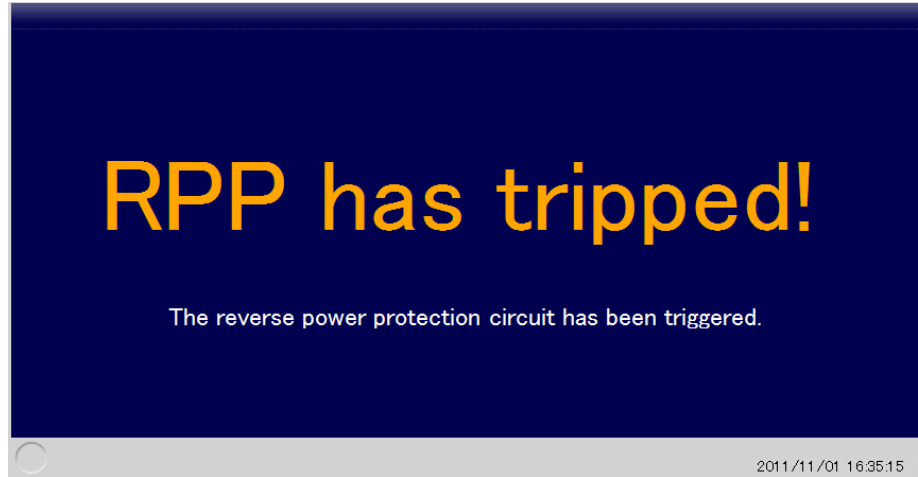 RPP has tripped!
The reverse power protection circuit has been triggered.
2011/11/01 16:35:15